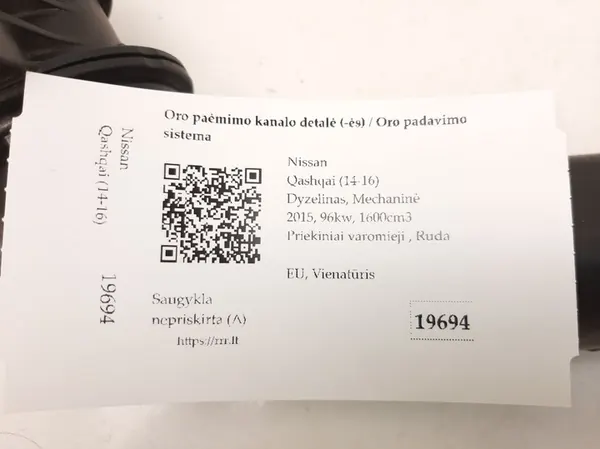 Oro paėmimo kanalo detalė (-ės) / Oro padavimo
sistema
Nissan
Qashqai (14-16)
Nissan
Qashqai (14-16)
Dyzelinas, Mechaninė
2015, 96kw, 1600cm3
Priekiniai varomieji , Ruda
EU, Vienatūris
19694
Saugykla
nepriskirta (A)
https://rrr.lt
19694